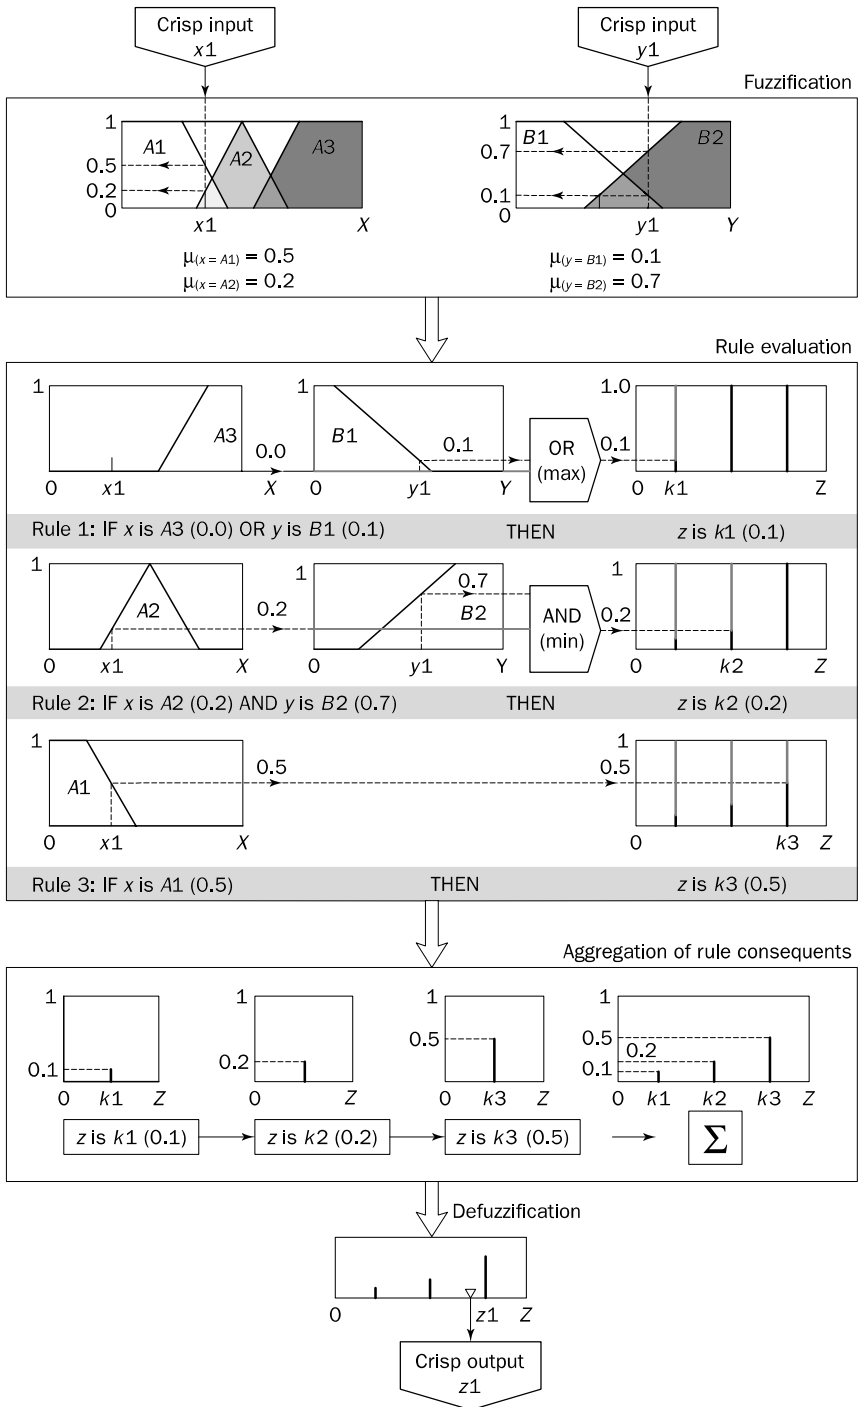 Crisp input
x1
Crisp input
y1
Fuzzification
1
0.5
0.2
0
A1
A2
A3
x1
X
1
0.7
0.1
0
B1
B2
y1
Y
μ(x = A1) = 0.5
μ(x = A2) = 0.2
μ(y = B1) = 0.1
μ(y = B2) = 0.7
Rule evaluation
1
A3
0
x1
X
0.0
1
B1
0.1
0
y1
Y
OR
(max)
0.1
1.0
0
k1
Z
Rule 1: IF x is A3 (0.0) OR y is B1 (0.1) THEN z is k1 (0.1)
1
A2
0
x1
X
0.2
1
0.7
B2
0
y1
Y
AND
(min)
0.2
1
0
k2
Z
Rule 2: IF x is A2 (0.2) AND y is B2 (0.7) THEN z is k2 (0.2)
1
A1
0
x1
X
0.5
0.5
1
0
k3
Z
Rule 3: IF x is A1 (0.5) THEN z is k3 (0.5)
Aggregation of rule consequents
1
0.1
0
k1
Z
1
0.2
0
Z
1
0.5
0
k3
Z
1
0.5
0.2
0.1
0
k1
k2
k3
Z
z is k1 (0.1)
z is k2 (0.2)
z is k3 (0.5)
Σ
Defuzzification
0
z1
Z
Crisp output
z1